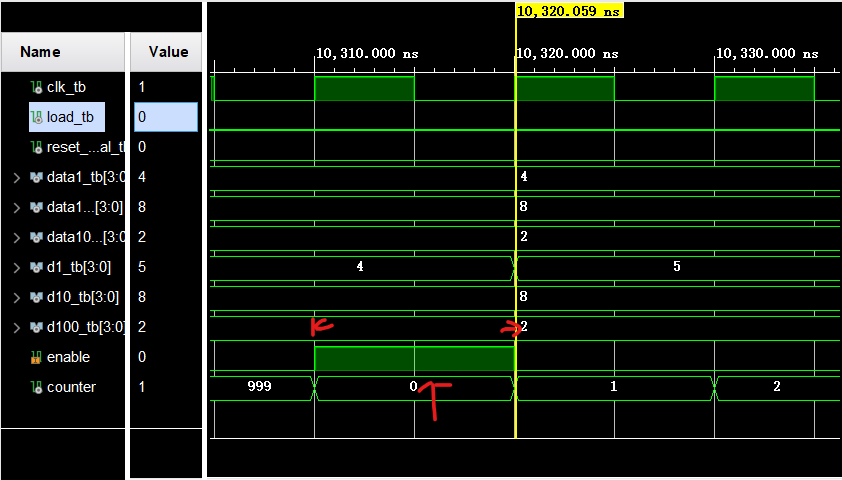 10,320.059 ns
Name Value 10,310.000 ns 10,320.000 ns 10,330.000 ns
clk_tb 1
load_tb 0
reset_...al_tb 0
data1_tb[3:0 4 4
data1...[3:0] 8 8
data10...[3:0 2 2
d1_tb[3:0] 5 4 5
d10_tb[3:0] 8 8
d100_tb[3:0] 2 2
enable 0
counter 1 999 0 1 2
T